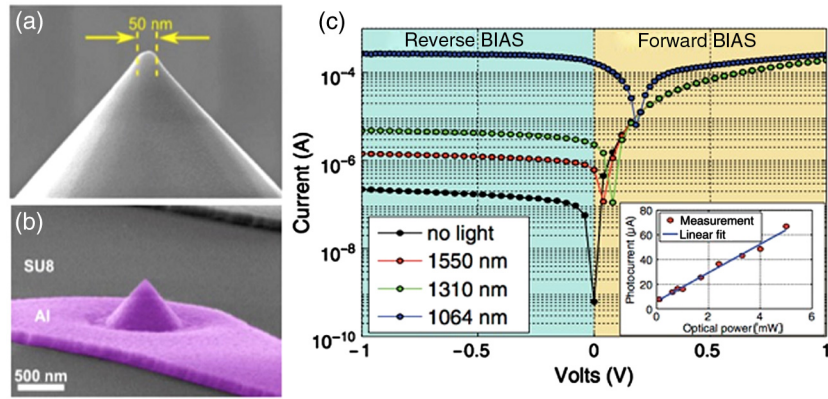 (a)
50 nm
(b)
SU8
Al
500 nm
(c)
Reverse BIAS
Forward BIAS
Current (A)
10⁻⁴
10⁻⁶
10⁻⁸
10⁻¹⁰
no light
1550 nm
1310 nm
1064 nm
-1
-0.5
0
0.5
1
Volts (V)
Photocurrent (μA)
80
60
40
20
0
Measurement
Linear fit
0
2
4
6
Optical power [mW]